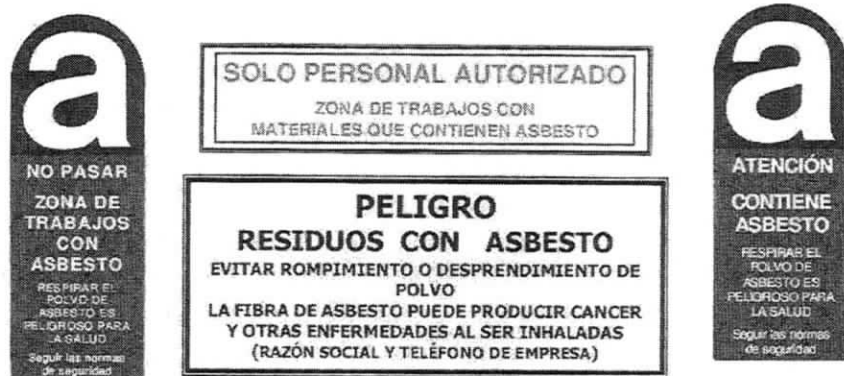 a
NO PASAR
ZONA DE
TRABAJOS
CON
ASBESTO
RESPIRAR EL
POLVO DE
ASBESTO ES
PELIGROSO PARA
LA SALUD
Seguir las normas
de seguridad
SOLO PERSONAL AUTORIZADO
ZONA DE TRABAJOS CON
MATERIALES QUE CONTIENEN ASBESTO
PELIGRO
RESIDUOS CON ASBESTO
EVITAR ROMPIMIENTO O DESPRENDIMIENTO DE
POLVO
LA FIBRA DE ASBESTO PUEDE PRODUCIR CANCER
Y OTRAS ENFERMEDADES AL SER INHALADAS
(RAZÓN SOCIAL Y TELÉFONO DE EMPRESA)
a
ATENCIÓN
CONTIENE
ASBESTO
RESPIRAR EL
POLVO DE
ASBESTO ES
PELIGROSO PARA
LA SALUD
Seguir las normas
de seguridad